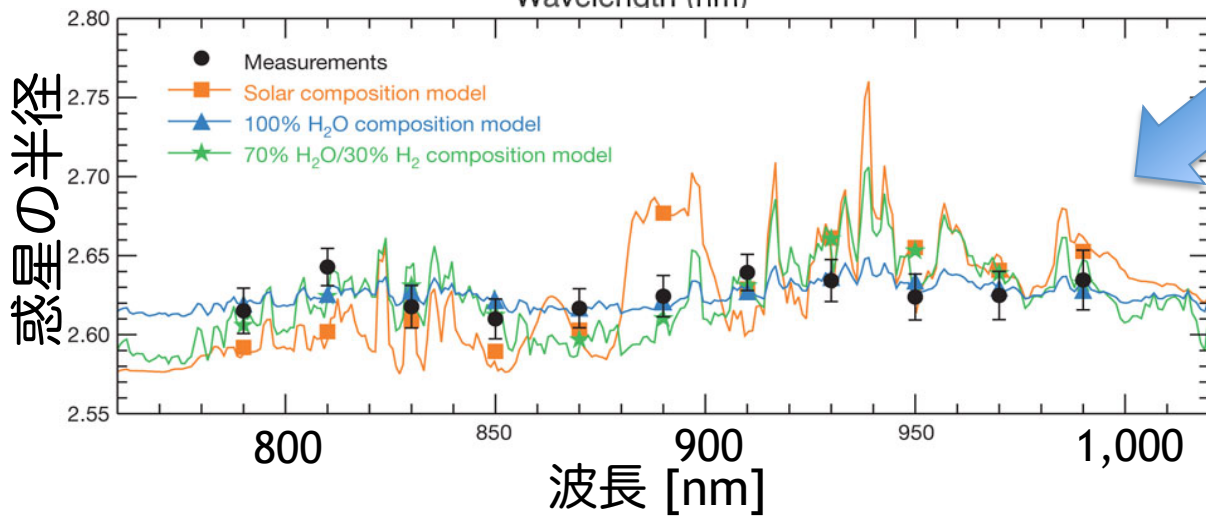 Wavelength (nm)
2.80
2.75
2.70
2.65
2.60
2.55
惑星の半径
Measurements
Solar composition model
100% H₂O composition model
70% H₂O/30% H₂ composition model
800 850 900 950 1,000
波長 [nm]